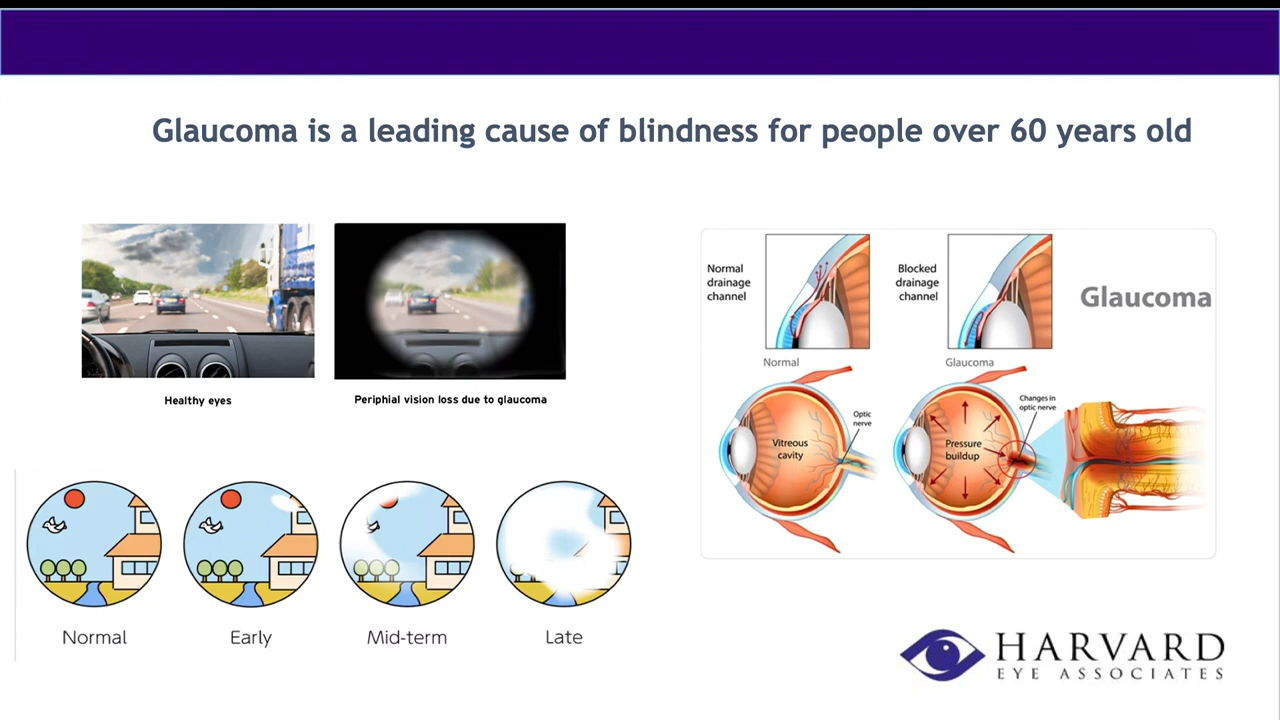 Glaucoma is a leading cause of blindness for people over 60 years old
Healthy eyes
Periphial vision loss due to glaucoma
Normal
Early
Mid-term
Late
Normal
drainage
channel
Blocked
drainage
channel
Glaucoma
Normal
Glaucoma
Optic
nerve
Vitreous
cavity
Pressure
buildup
Changes in
optic nerve
HARVARD
EYE ASSOCIATES